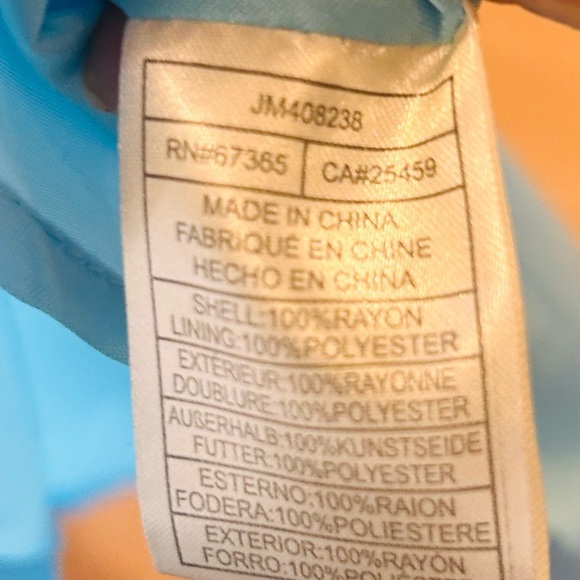 JM408238
RN#67365 CA#25459
MADE IN CHINA
FABRIQUÉ EN CHINE
HECHO EN CHINA
SHELL:100%RAYON
LINING:100%POLYESTER
EXTÉRIEUR:100%RAYONNE
DOUBLURE:100%POLYESTER
AUßERHALB:100%KUNSTSEIDE
FUTTER:100%POLYESTER
ESTERNO:100%RAION
FODERA:100%POLIESTERE
EXTERIOR:100%RAYÓN
FORRO:100%